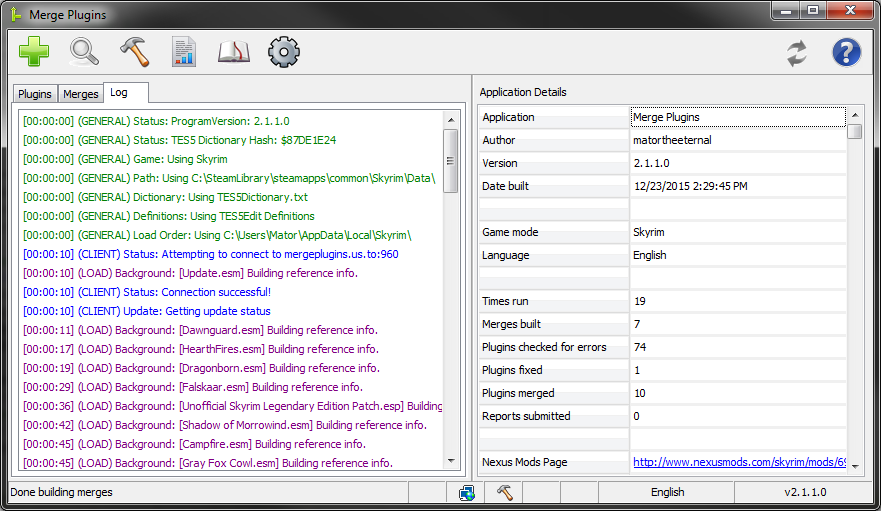 Merge Plugins
Plugins
Merges
Log
[00:00:00] (GENERAL) Status: ProgramVersion: 2.1.1.0
[00:00:00] (GENERAL) Status: TES5 Dictionary Hash: $87DE1E24
[00:00:00] (GENERAL) Game: Using Skyrim
[00:00:00] (GENERAL) Path: Using C:\SteamLibrary\steamapps\common\Skyrim\Data\
[00:00:00] (GENERAL) Dictionary: Using TES5Dictionary.txt
[00:00:00] (GENERAL) Definitions: Using TES5Edit Definitions
[00:00:00] (GENERAL) Load Order: Using C:\Users\Mator\AppData\Local\Skyrim\
[00:00:10] (CLIENT) Status: Attempting to connect to mergeplugins.us.to:960
[00:00:10] (LOAD) Background: [Update.esm] Building reference info.
[00:00:10] (CLIENT) Status: Connection successful!
[00:00:10] (CLIENT) Update: Getting update status
[00:00:11] (LOAD) Background: [Dawnguard.esm] Building reference info.
[00:00:17] (LOAD) Background: [HearthFires.esm] Building reference info.
[00:00:19] (LOAD) Background: [Dragonborn.esm] Building reference info.
[00:00:29] (LOAD) Background: [Falskaar.esm] Building reference info.
[00:00:36] (LOAD) Background: [Unofficial Skyrim Legendary Edition Patch.esp] Building
[00:00:42] (LOAD) Background: [Shadow of Morrowind.esm] Building reference info.
[00:00:45] (LOAD) Background: [Campfire.esm] Building reference info.
[00:00:45] (LOAD) Background: [Gray Fox Cowl.esm] Building reference info.
Application Details
Application Merge Plugins
Author matortheeternal
Version 2.1.1.0
Date built 12/23/2015 2:29:45 PM
Game mode Skyrim
Language English
Times run 19
Merges built 7
Plugins checked for errors 74
Plugins fixed 1
Plugins merged 10
Reports submitted 0
Nexus Mods Page http://www.nexusmods.com/skyrim/mods/69
Done building merges
English
v2.1.1.0